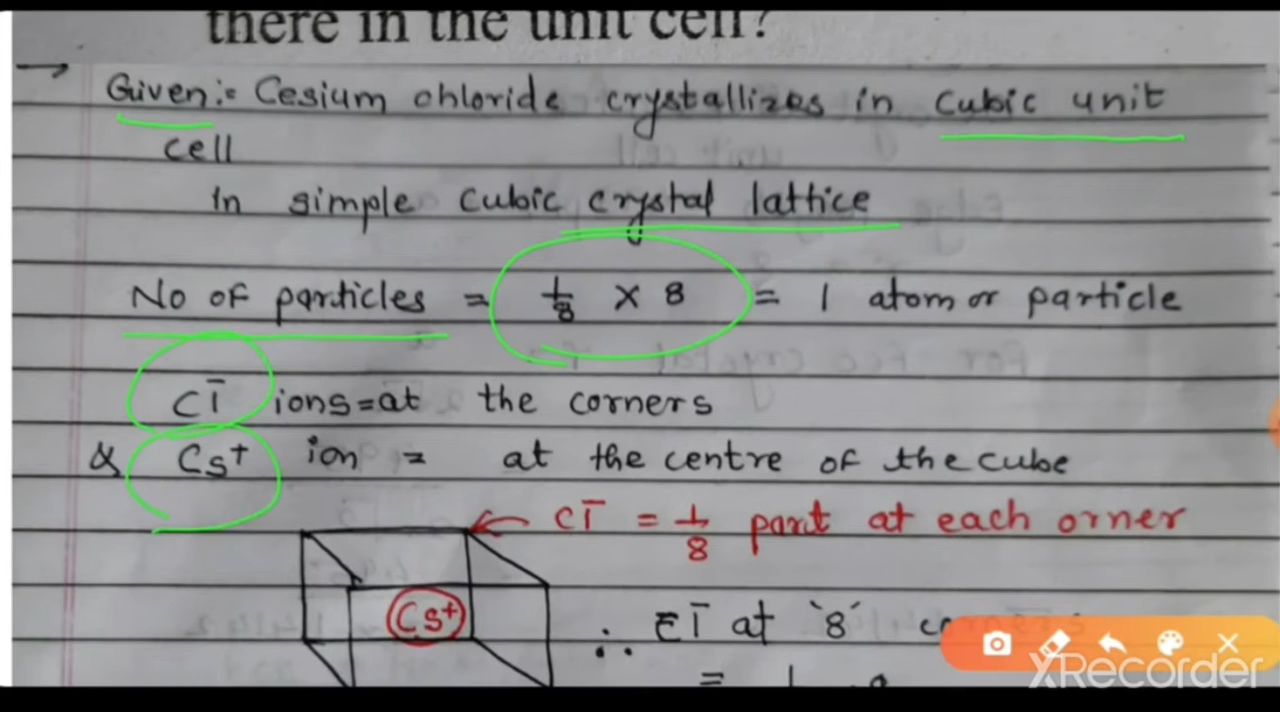 there in the unit cell?
→ Given:- Cesium chloride crystallizes in cubic unit
cell
In simple cubic crystal lattice
No of particles = 1/8 × 8 = 1 atom or particle
Cl⁻ ions = at the corners
& Cs⁺ ion = at the centre of the cube
← Cl⁻ = 1/8 part at each orner
Cs⁺
∴ Cl⁻ at '8'
=
XRecorder